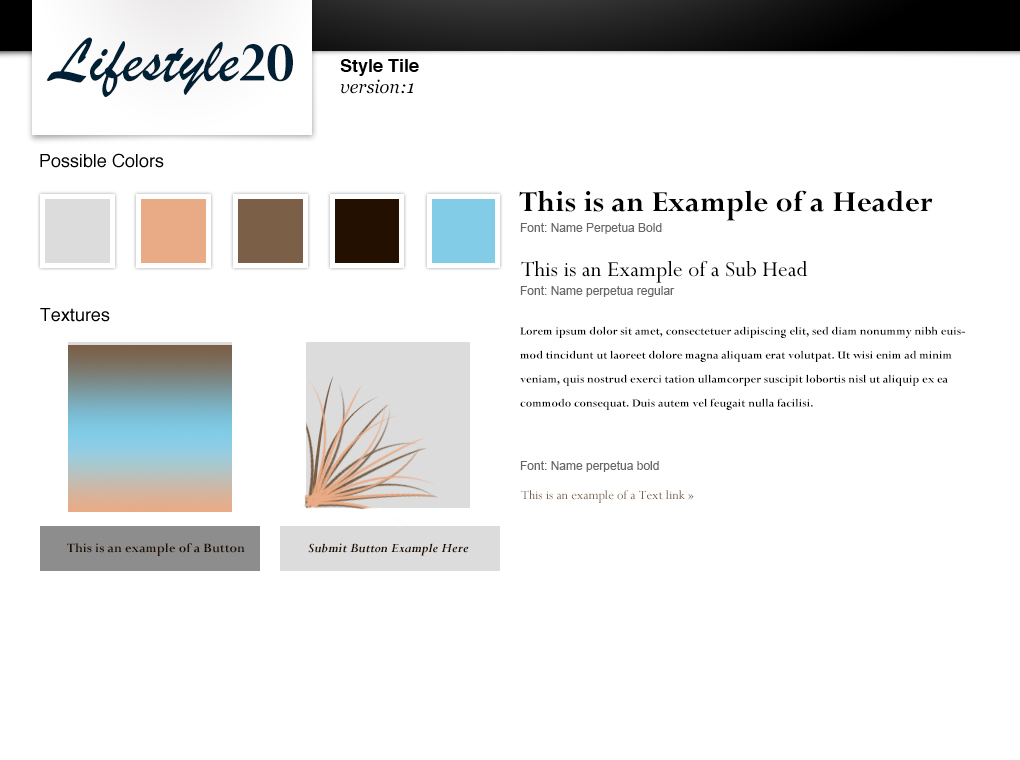 Lifestyle20
Style Tile
version:1
Possible Colors
Textures
This is an example of a Button
Submit Button Example Here
This is an Example of a Header
Font: Name Perpetua Bold
This is an Example of a Sub Head
Font: Name perpetua regular
Lorem ipsum dolor sit amet, consectetuer adipiscing elit, sed diam nonummy nibh euis-
mod tincidunt ut laoreet dolore magna aliquam erat volutpat. Ut wisi enim ad minim
veniam, quis nostrud exerci tation ullamcorper suscipit lobortis nisl ut aliquip ex ea
commodo consequat. Duis autem vel feugait nulla facilisi.
Font: Name perpetua bold
This is an example of a Text link »